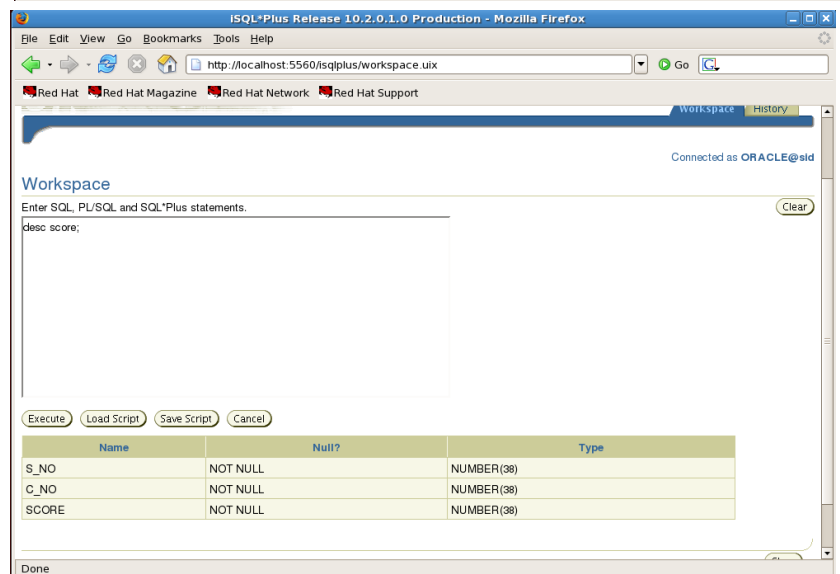 iSQL*Plus Release 10.2.0.1.0 Production - Mozilla Firefox
File Edit View Go Bookmarks Tools Help
http://localhost:5560/isqlplus/workspace.uix
Go
Red Hat Red Hat Magazine Red Hat Network Red Hat Support
Workspace History
Connected as ORACLE@sid
Workspace
Enter SQL, PL/SQL and SQL*Plus statements.
Clear
desc score;
Execute Load Script Save Script Cancel
Name Null? Type
S_NO NOT NULL NUMBER(38)
C_NO NOT NULL NUMBER(38)
SCORE NOT NULL NUMBER(38)
Done